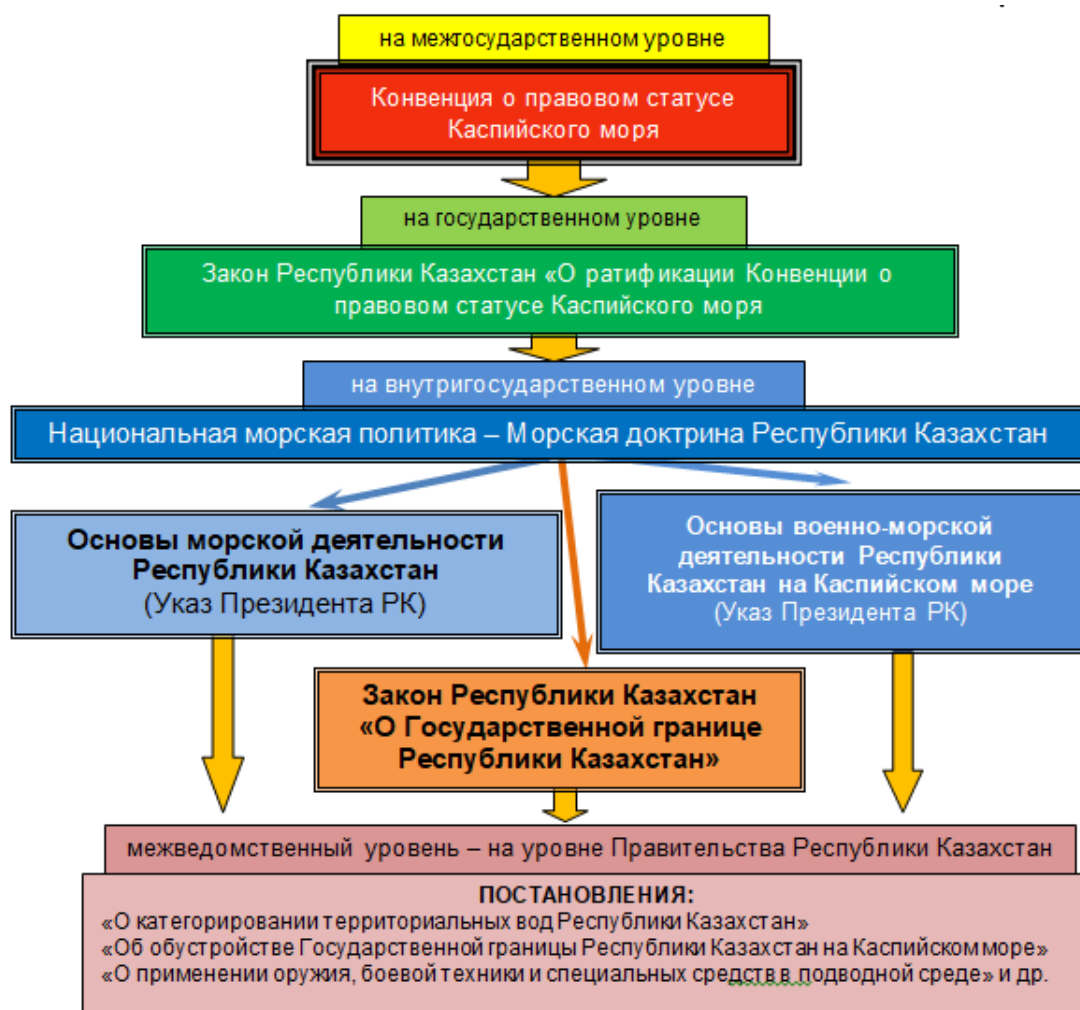 на межгосударственном уровне
Конвенция о правовом статусе
Каспийского моря
на государственном уровне
Закон Республики Казахстан «О ратификации Конвенции о
правовом статусе Каспийского моря
на внутригосударственном уровне
Национальная морская политика – Морская доктрина Республики Казахстан
Основы морской деятельности
Республики Казахстан
(Указ Президента РК)
Основы военно-морской
деятельности Республики
Казахстан на Каспийском море
(Указ Президента РК)
Закон Республики Казахстан
«О Государственной границе
Республики Казахстан»
межведомственный уровень – на уровне Правительства Республики Казахстан
ПОСТАНОВЛЕНИЯ:
«О категорировании территориальных вод Республики Казахстан»
«Об обустройстве Государственной границы Республики Казахстан на Каспийском море»
«О применении оружия, боевой техники и специальных средств в подводной среде» и др.